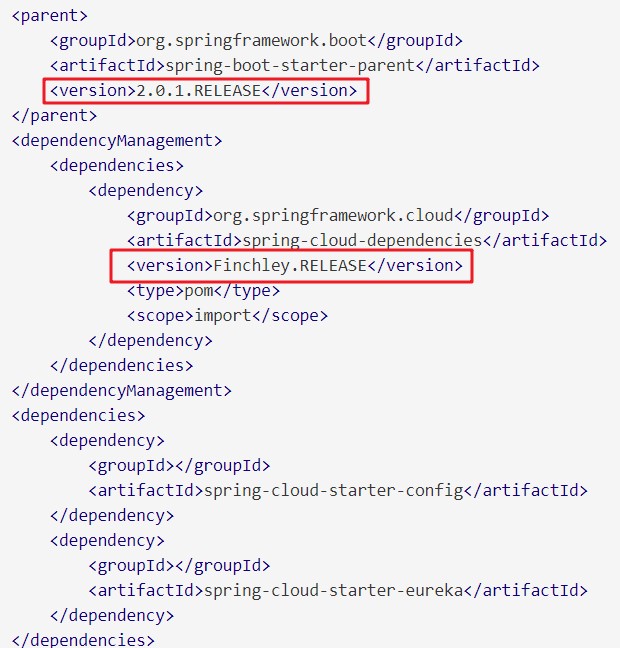 <parent>
    <groupId>org.springframework.boot</groupId>
    <artifactId>spring-boot-starter-parent</artifactId>
    <version>2.0.1.RELEASE</version>
</parent>
<dependencyManagement>
    <dependencies>
        <dependency>
            <groupId>org.springframework.cloud</groupId>
            <artifactId>spring-cloud-dependencies</artifactId>
            <version>Finchley.RELEASE</version>
            <type>pom</type>
            <scope>import</scope>
        </dependency>
    </dependencies>
</dependencyManagement>
<dependencies>
    <dependency>
        <groupId></groupId>
        <artifactId>spring-cloud-starter-config</artifactId>
    </dependency>
    <dependency>
        <groupId></groupId>
        <artifactId>spring-cloud-starter-eureka</artifactId>
    </dependency>
</dependencies>